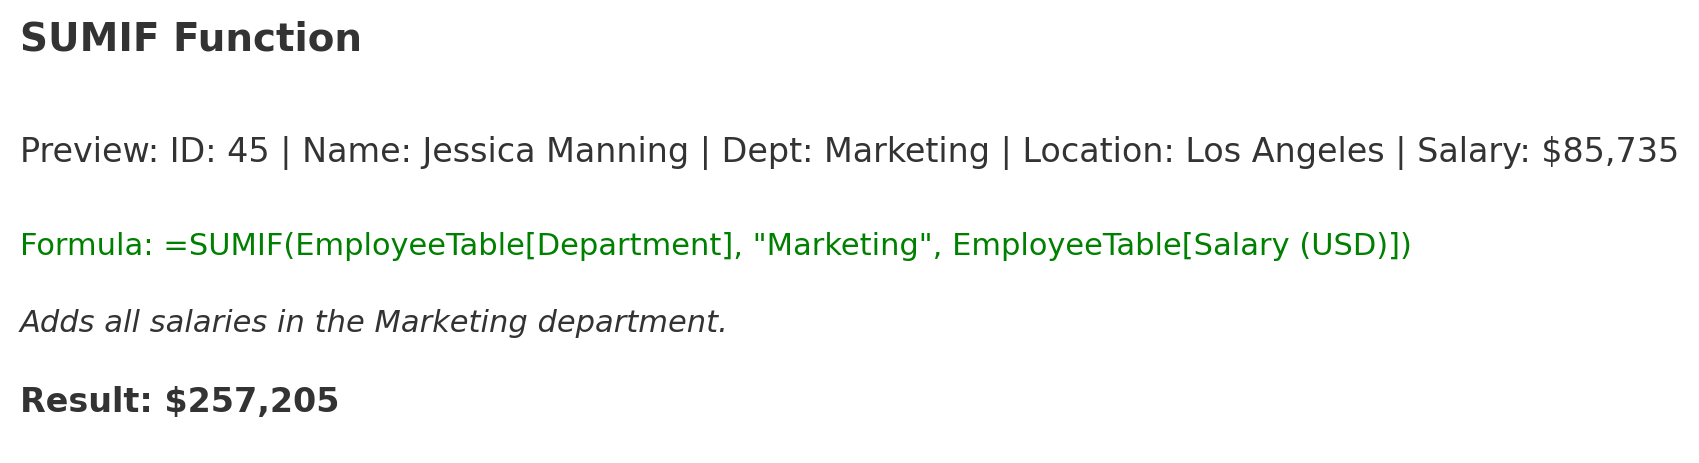 SUMIF Function
Preview: ID: 45 | Name: Jessica Manning | Dept: Marketing | Location: Los Angeles | Salary: $85,735
Formula: =SUMIF(EmployeeTable[Department], "Marketing", EmployeeTable[Salary (USD)])
Adds all salaries in the Marketing department.
Result: $257,205